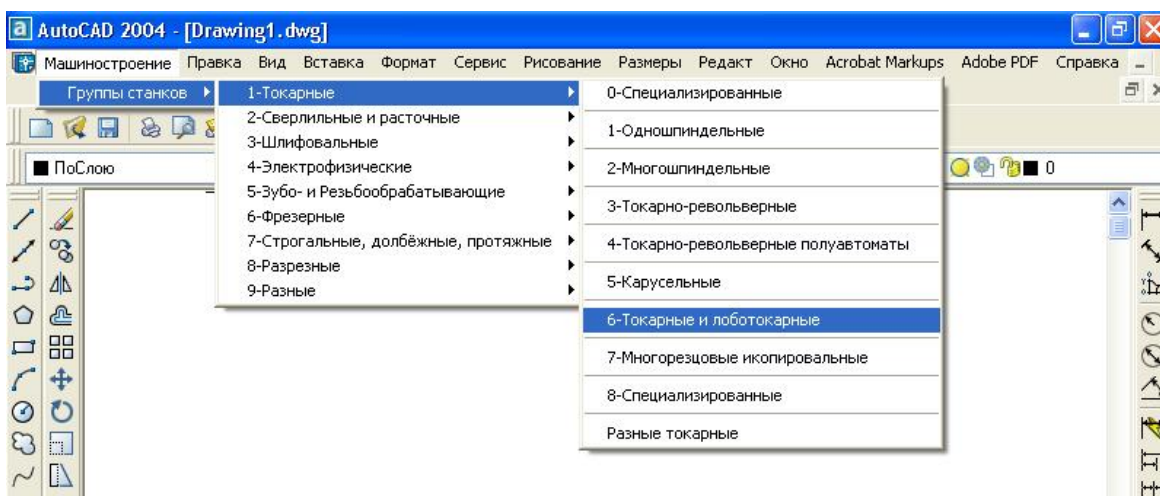 AutoCAD 2004 - [Drawing1.dwg]
Машиностроение Правка Вид Вставка Формат Сервис Рисование Размеры Редакт Окно Acrobat Markups Adobe PDF Справка
Группы станков
1-Токарные
2-Сверлильные и расточные
3-Шлифовальные
4-Электрофизические
5-Зубо- и Резьбообрабатывающие
6-Фрезерные
7-Строгальные, долбёжные, протяжные
8-Разрезные
9-Разные
0-Специализированные
1-Одношпиндельные
2-Многошпиндельные
3-Токарно-револьверные
4-Токарно-револьверные полуавтоматы
5-Карусельные
6-Токарные и лоботокарные
7-Многорезцовые икопировальные
8-Специализированные
Разные токарные
ПоСлою
0